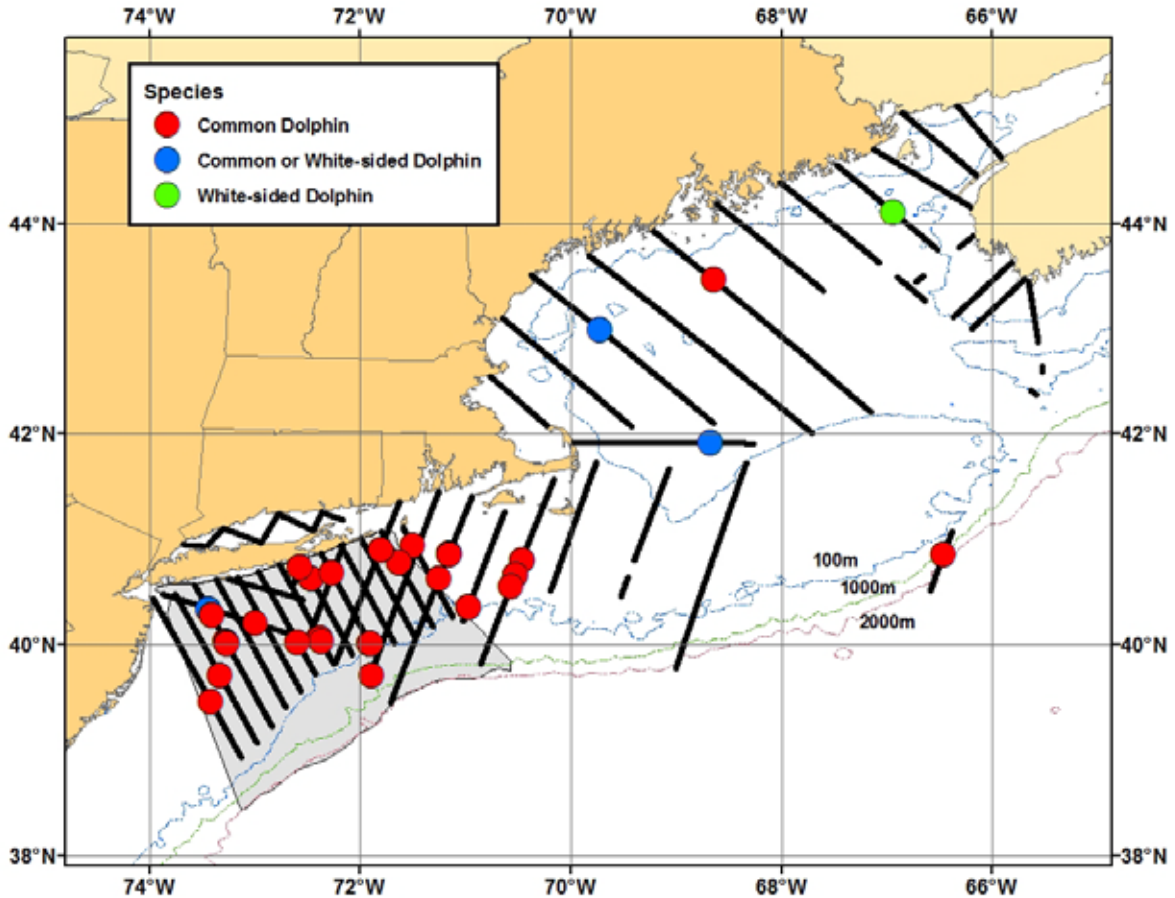 74°W 72°W 70°W 68°W 66°W
Species
Common Dolphin
Common or White-sided Dolphin
White-sided Dolphin
44°N 44°N
42°N 42°N
100m
1000m
2000m
40°N 40°N
38°N 38°N
74°W 72°W 70°W 68°W 66°W